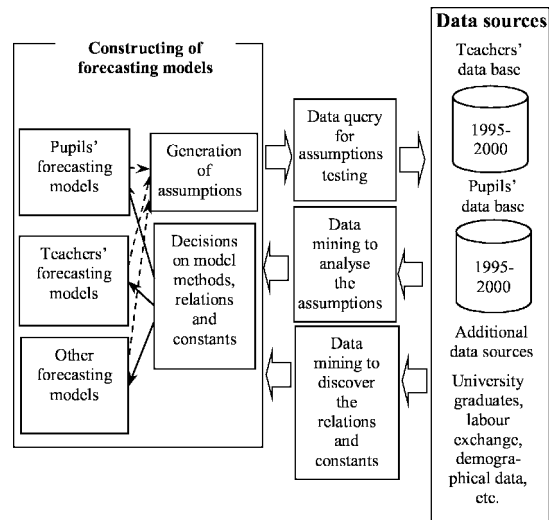 Constructing of
forecasting models
Pupils'
forecasting
models
Teachers'
forecasting
models
Other
forecasting
models
Generation
of
assumptions
Decisions
on model
methods,
relations
and
constants
Data query
for
assumptions
testing
Data
mining to
analyse
the
assumptions
Data
mining to
discover
the
relations
and
constants
Data sources
Teachers'
data base
1995-
2000
Pupils'
data base
1995-
2000
Additional
data sources
University
graduates,
labour
exchange,
demogra-
phical data,
etc.